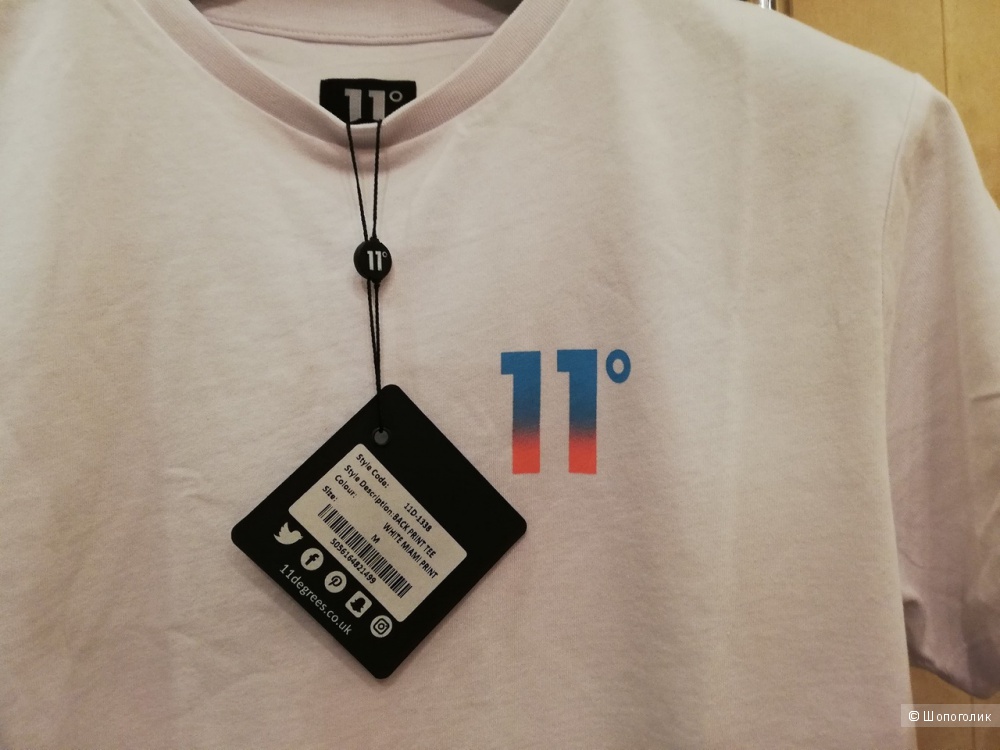 11°
11°
11°
Style Code: 11D-1338
Style Description: BACK PRINT TEE
Colour: WHITE MIAMI PRINT
Size: M
5056164821499
11degrees.co.uk
© Шопоголик